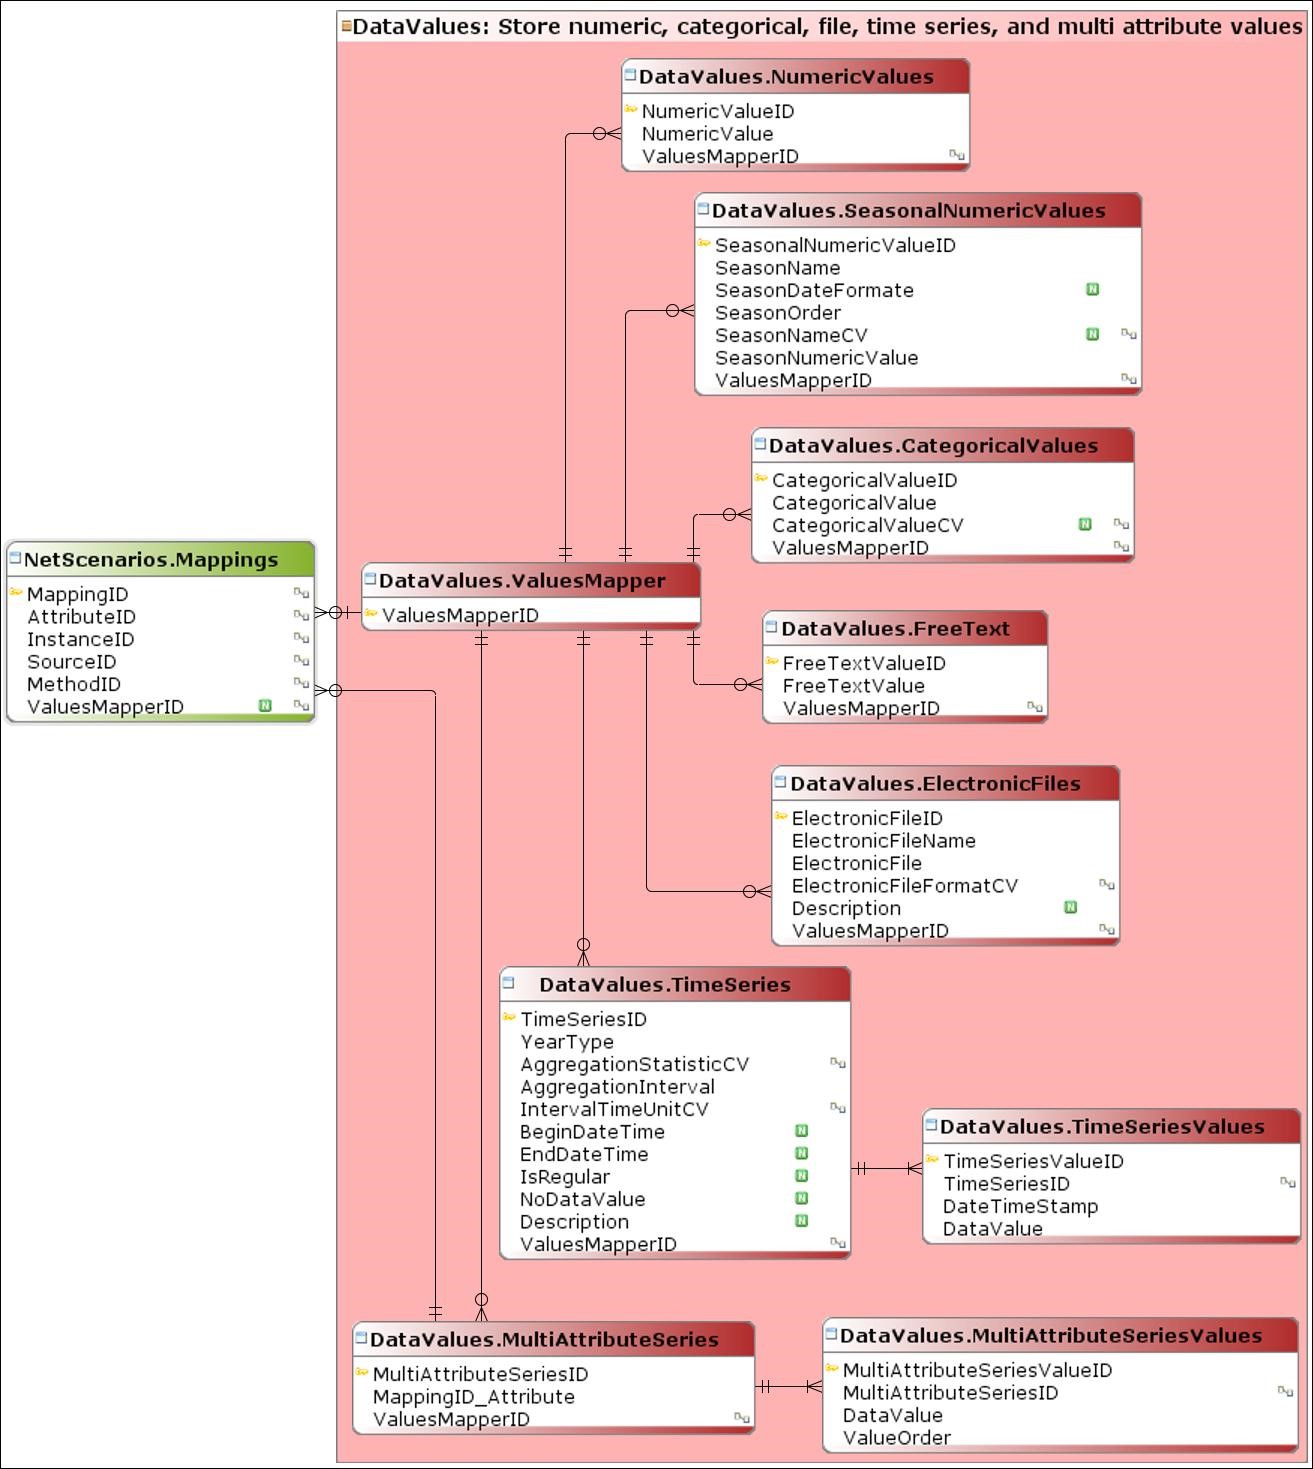 DataValues: Store numeric, categorical, file, time series, and multi attribute values
DataValues.NumericValues
NumericValueID
NumericValue
ValuesMapperID
DataValues.SeasonalNumericValues
SeasonalNumericValueID
SeasonName
SeasonDateFormate
N
SeasonOrder
SeasonNameCV
N
SeasonNumericValue
ValuesMapperID
DataValues.CategoricalValues
CategoricalValueID
CategoricalValue
CategoricalValueCV
N
ValuesMapperID
NetScenarios.Mappings
MappingID
AttributeID
InstanceID
SourceID
MethodID
ValuesMapperID
N
DataValues.ValuesMapper
ValuesMapperID
DataValues.FreeText
FreeTextValueID
FreeTextValue
ValuesMapperID
DataValues.ElectronicFiles
ElectronicFileID
ElectronicFileName
ElectronicFile
ElectronicFileFormatCV
Description
N
ValuesMapperID
DataValues.TimeSeries
TimeSeriesID
YearType
AggregationStatisticCV
AggregationInterval
IntervalTimeUnitCV
BeginDateTime
N
EndDateTime
N
IsRegular
N
NoDataValue
N
Description
N
ValuesMapperID
DataValues.TimeSeriesValues
TimeSeriesValueID
TimeSeriesID
DateTimeStamp
DataValue
DataValues.MultiAttributeSeries
MultiAttributeSeriesID
MappingID_Attribute
ValuesMapperID
DataValues.MultiAttributeSeriesValues
MultiAttributeSeriesValueID
MultiAttributeSeriesID
DataValue
ValueOrder